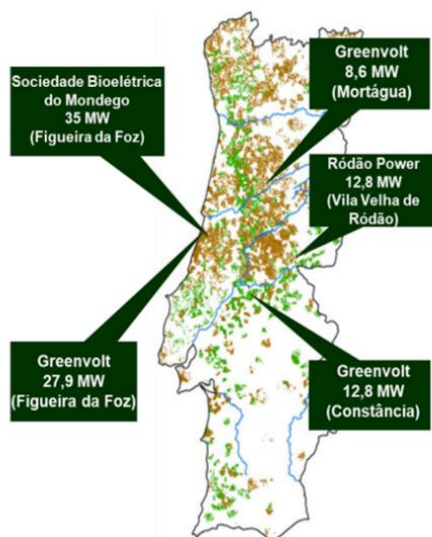 Sociedade Bioelétrica
do Mondego
35 MW
(Figueira da Foz)
Greenvolt
8,6 MW
(Mortágua)
Ródão Power
12,8 MW
(Vila Velha de
Ródão)
Greenvolt
27,9 MW
(Figueira da Foz)
Greenvolt
12,8 MW
(Constância)